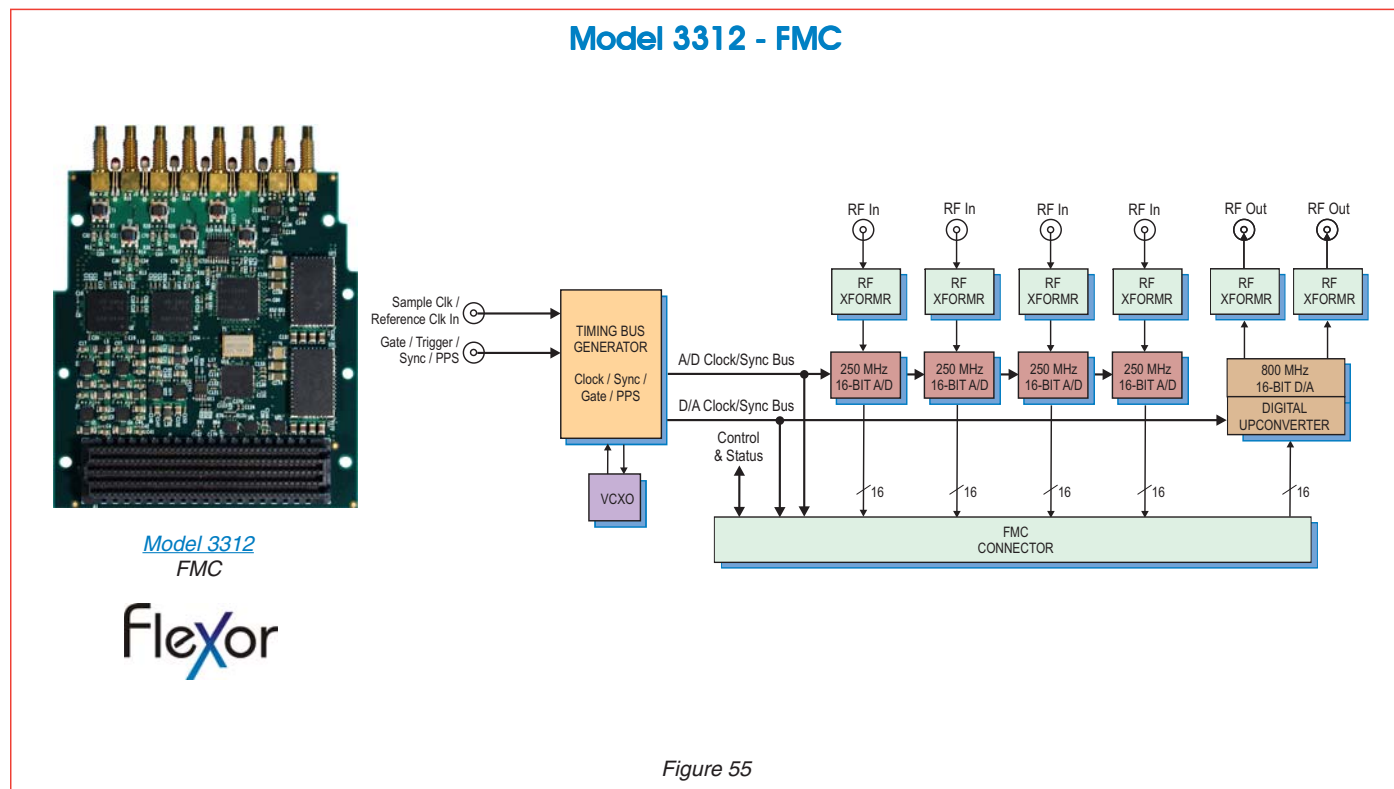 Model 3312 - FMC
Model 3312
FMC
Flexor
Sample Clk /
Reference Clk In
Gate / Trigger /
Sync / PPS
TIMING BUS
GENERATOR
Clock / Sync /
Gate / PPS
VCXO
A/D Clock/Sync Bus
D/A Clock/Sync Bus
Control
& Status
RF In
RF In
RF In
RF In
RF Out
RF Out
RF
XFORMR
RF
XFORMR
RF
XFORMR
RF
XFORMR
RF
XFORMR
RF
XFORMR
250 MHz
16-BIT A/D
250 MHz
16-BIT A/D
250 MHz
16-BIT A/D
250 MHz
16-BIT A/D
800 MHz
16-BIT D/A
DIGITAL
UPCONVERTER
16
16
16
16
16
FMC
CONNECTOR
Figure 55